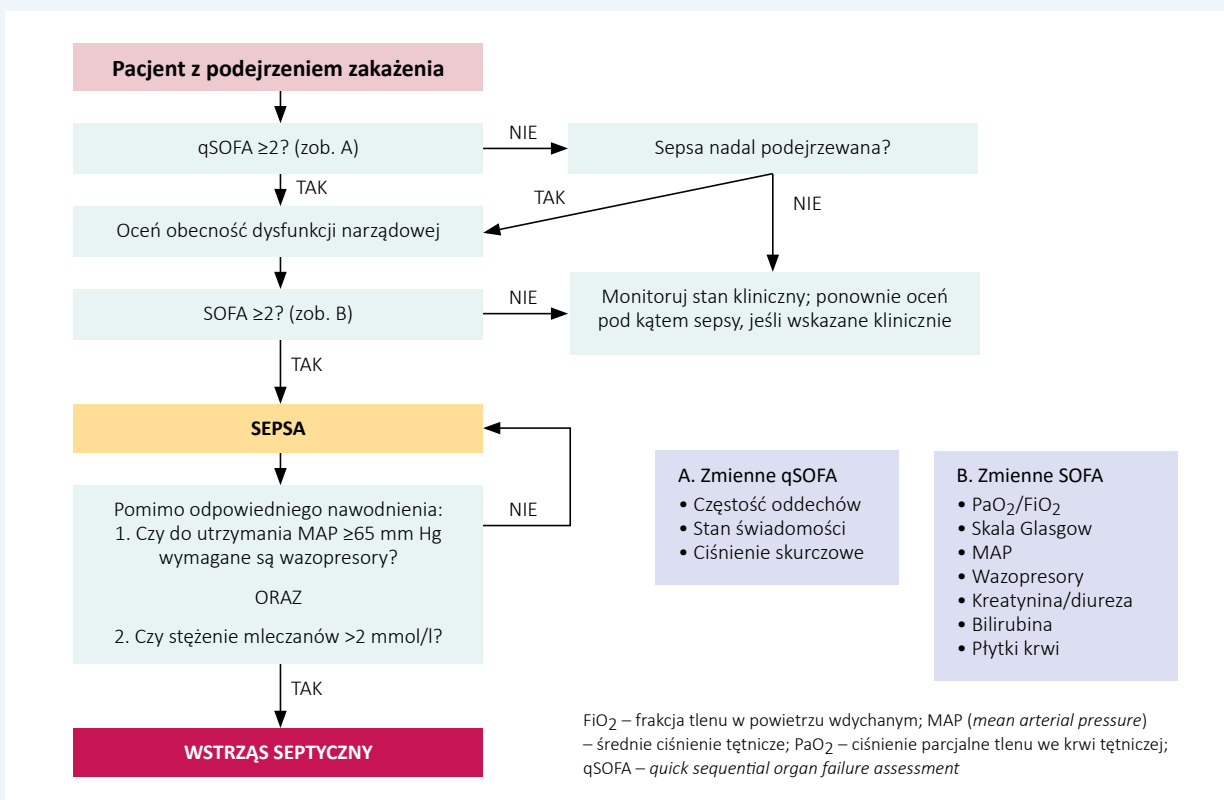 Pacjent z podejrzeniem zakażenia
qSOFA ≥2? (zob. A)
NIE
Sepsa nadal podejrzewana?
TAK
TAK
NIE
Oceń obecność dysfunkcji narządowej
SOFA ≥2? (zob. B)
NIE
Monitoruj stan kliniczny; ponownie oceń
pod kątem sepsy, jeśli wskazane klinicznie
TAK
SEPSA
Pomimo odpowiedniego nawodnienia:
1. Czy do utrzymania MAP ≥65 mm Hg
wymagane są wazopresory?
ORAZ
2. Czy stężenie mleczanów >2 mmol/l?
NIE
TAK
WSTRZĄS SEPTYCZNY
A. Zmienne qSOFA
• Częstość oddechów
• Stan świadomości
• Ciśnienie skurczowe
B. Zmienne SOFA
• PaO₂/FiO₂
• Skala Glasgow
• MAP
• Wazopresory
• Kreatynina/diureza
• Bilirubina
• Płytki krwi
FiO₂ – frakcja tlenu w powietrzu wdychanym; MAP (mean arterial pressure)
– średnie ciśnienie tętnicze; PaO₂ – ciśnienie parcjalne tlenu we krwi tętniczej;
qSOFA – quick sequential organ failure assessment